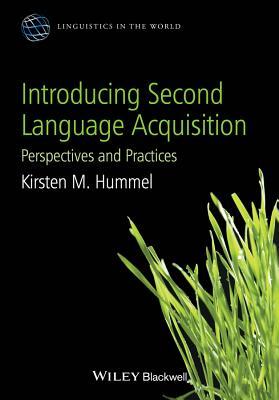 LINGUISTICS IN THE WORLD
Introducing Second
Language Acquisition
Perspectives and Practices
Kirsten M. Hummel
WILEY Blackwell